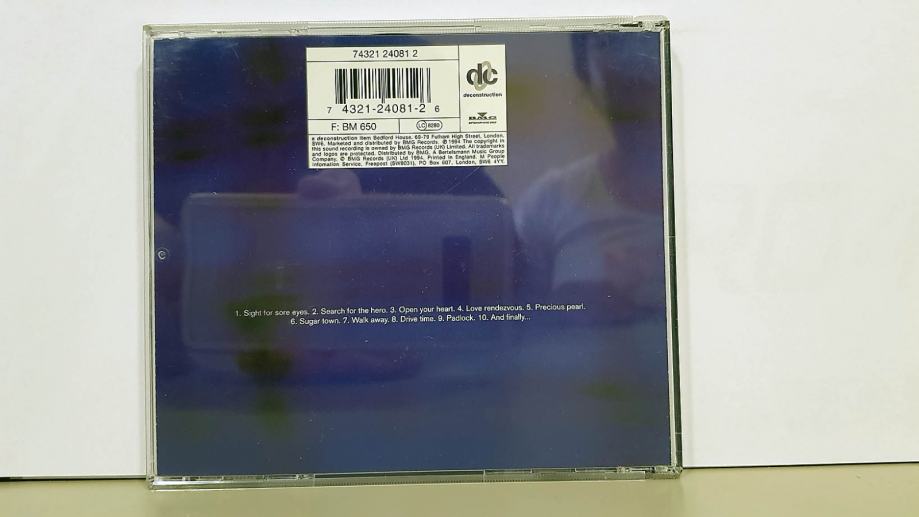 74321 24081 2
7 4321-24081-2 6
F: BM 650
LC 8280
dc
deconstruction
BMG
a deconstruction item Bedford House, 69-79 Fulham High Street, London,
SW6. Marketed and distributed by BMG Records. ℗ 1994 The copyright in
this sound recording is owned by BMG Records (UK) Limited. All trademarks
and logos are protected. Distributed by BMG, A Bertelsmann Music Group
Company. © BMG Records (UK) Ltd 1994. Printed in England. M People
Information Service, Freepost (SW6031), PO Box 607, London, SW6 4YY.
1. Sight for sore eyes. 2. Search for the hero. 3. Open your heart. 4. Love rendezvous. 5. Precious pearl.
6. Sugar town. 7. Walk away. 8. Drive time. 9. Padlock. 10. And finally...